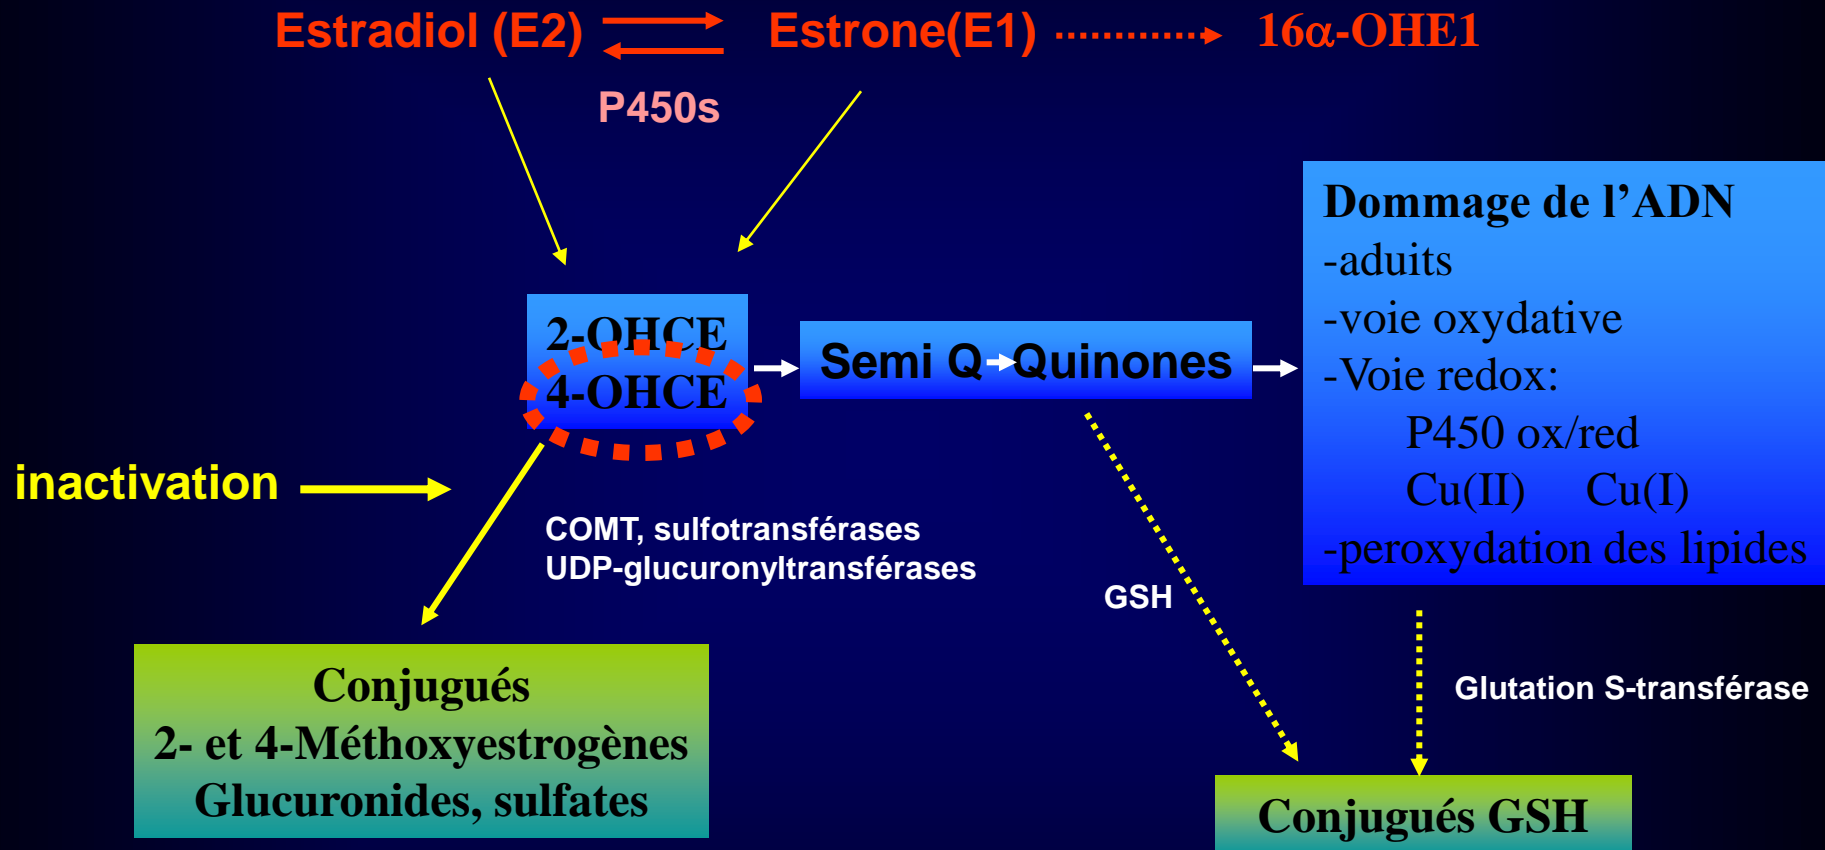 Estradiol (E2) Estrone(E1) 16α-OHE1
P450s
Dommage de l’ADN
-aduits
-voie oxydative
-Voie redox:
P450 ox/red
Cu(II) Cu(I)
-peroxydation des lipides
2-OHCE
4-OHCE
Semi Q Quinones
inactivation
COMT, sulfotransférases
UDP-glucuronyltransférases
GSH
Glutation S-transférase
Conjugués
2- et 4-Méthoxyestrogènes
Glucuronides, sulfates
Conjugués GSH